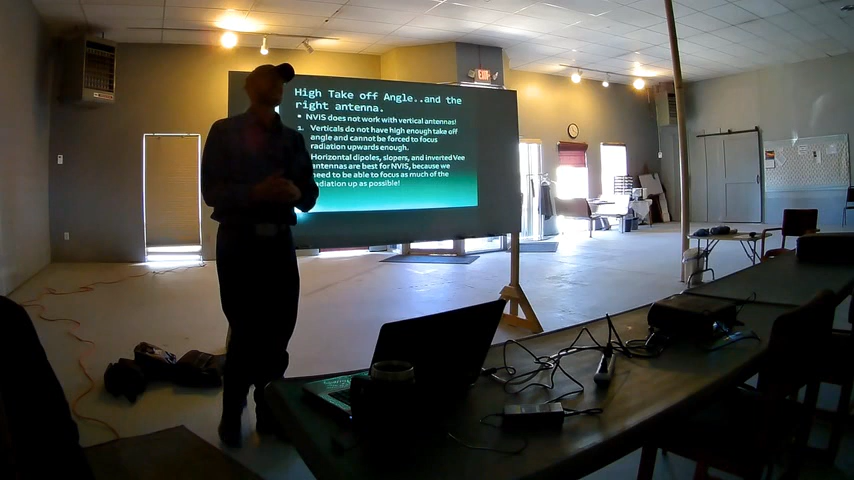 EXIT
High Take off Angle..and the
right antenna.
▪ NVIS does not work with vertical antennas!
1. Verticals do not have high enough take off
angle and cannot be forced to focus
radiation upwards enough.
Horizontal dipoles, slopers, and inverted Vee
antennas are best for NVIS, because we
need to be able to focus as much of the
radiation up as possible!